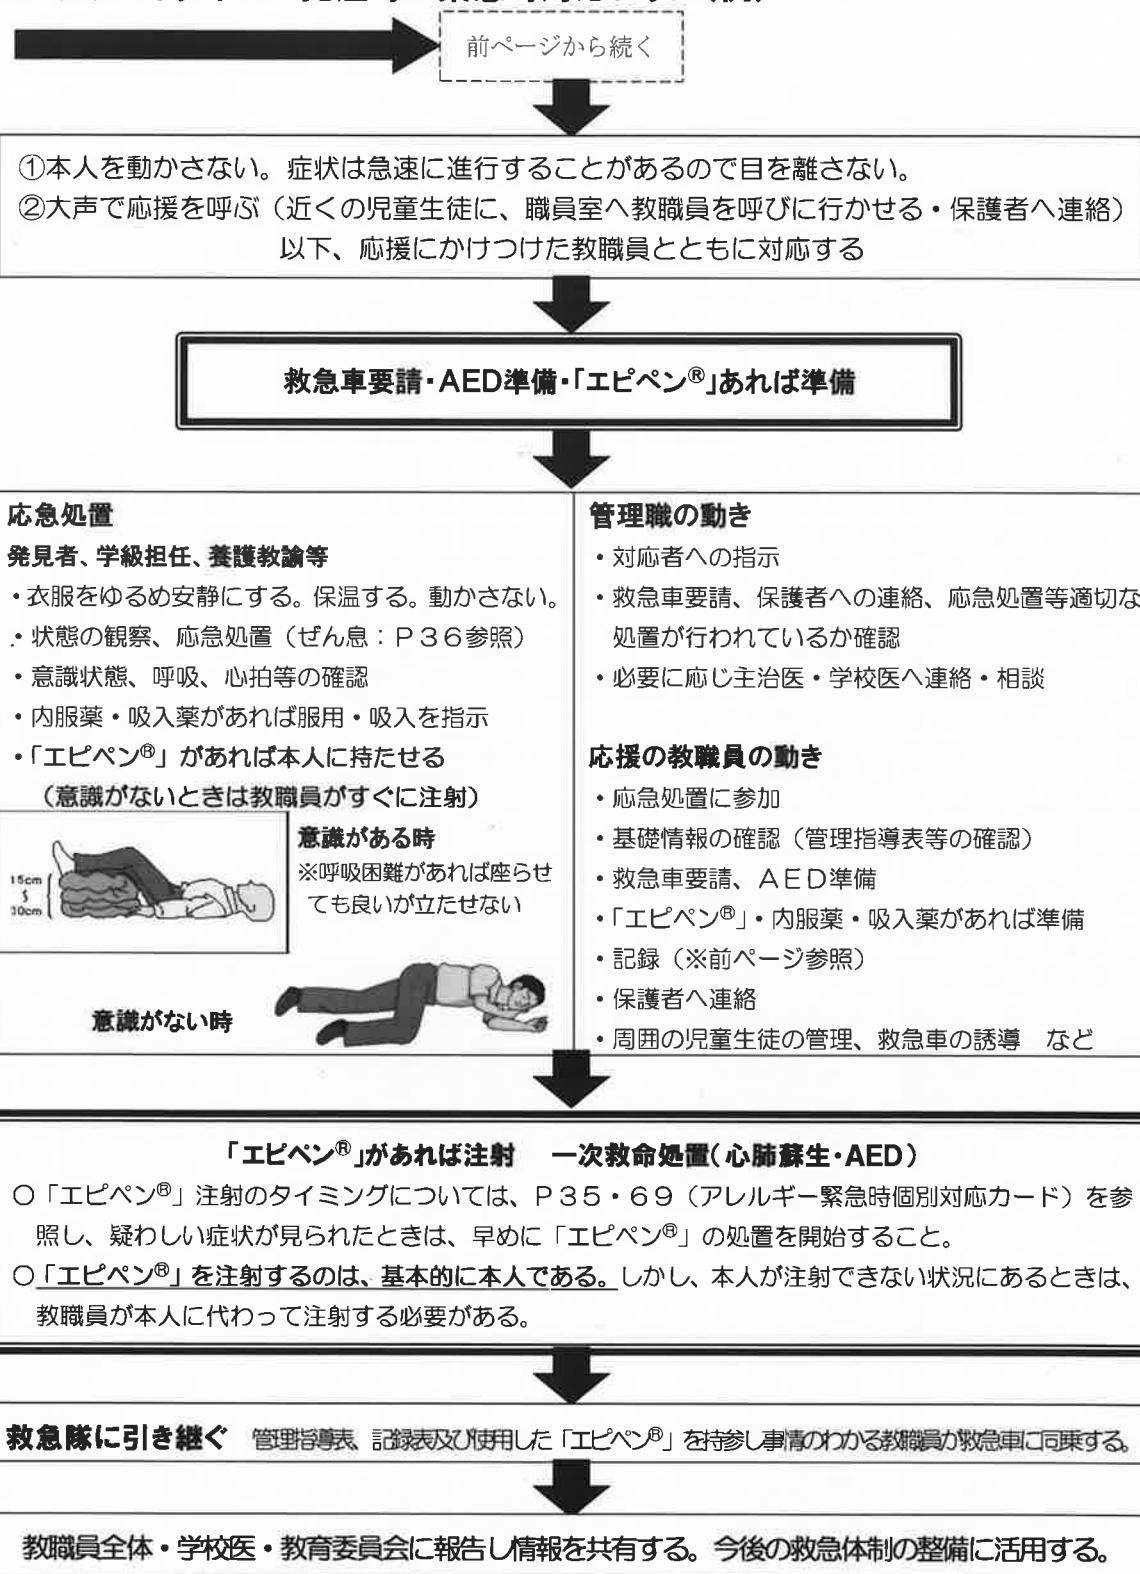 前ページから続く
①本人を動かさない。症状は急速に進行することがあるので目を離さない。
②大声で応援を呼ぶ（近くの児童生徒に、職員室へ教職員を呼びに行かせる・保護者へ連絡）
以下、応援にかけつけた教職員とともに対応する
救急車要請・AED準備・「エピペン®」あれば準備
応急処置
発見者、学級担任、養護教諭等
・衣服をゆるめ安静にする。保温する。動かさない。
・状態の観察、応急処置（ぜん息：Ｐ３６参照）
・意識状態、呼吸、心拍等の確認
・内服薬・吸入薬があれば服用・吸入を指示
・「エピペン®」があれば本人に持たせる
（意識がないときは教職員がすぐに注射）
15cm
〜
30cm
意識がある時
※呼吸困難があれば座らせ
ても良いが立たせない
意識がない時
管理職の動き
・対応者への指示
・救急車要請、保護者への連絡、応急処置等適切な
処置が行われているか確認
・必要に応じ主治医・学校医へ連絡・相談
応援の教職員の動き
・応急処置に参加
・基礎情報の確認（管理指導表等の確認）
・救急車要請、ＡＥＤ準備
・「エピペン®」・内服薬・吸入薬があれば準備
・記録（※前ページ参照）
・保護者へ連絡
・周囲の児童生徒の管理、救急車の誘導　など
「エピペン®」があれば注射　一次救命処置（心肺蘇生・AED）
○「エピペン®」注射のタイミングについては、Ｐ３５・６９（アレルギー緊急時個別対応カード）を参
照し、疑わしい症状が見られたときは、早めに「エピペン®」の処置を開始すること。
○「エピペン®」を注射するのは、基本的に本人である。しかし、本人が注射できない状況にあるときは、
教職員が本人に代わって注射する必要がある。
救急隊に引き継ぐ　管理指導表、記録表及び使用した「エピペン®」を持参し事情のわかる教職員が救急車に同乗する。
教職員全体・学校医・教育委員会に報告し情報を共有する。今後の救急体制の整備に活用する。